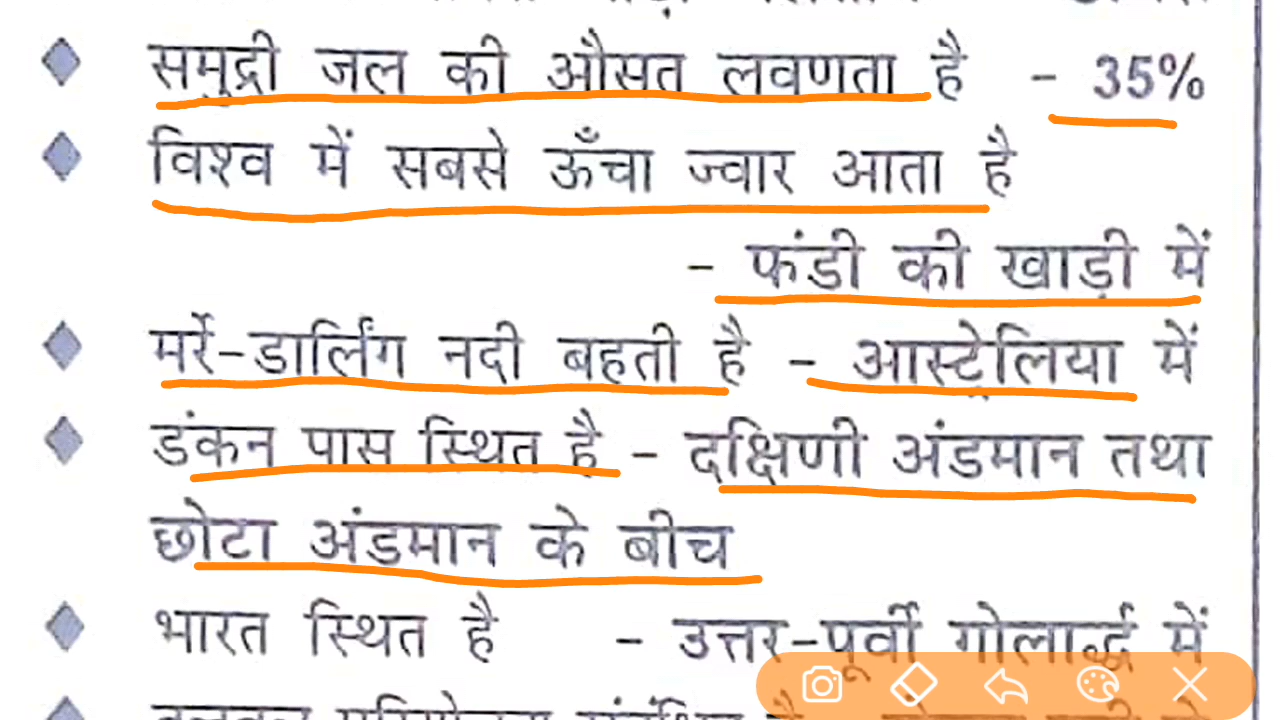 समुद्री जल की औसत लवणता है - 35%
विश्व में सबसे ऊँचा ज्वार आता है
- फंडी की खाड़ी में
मर्रे-डार्लिंग नदी बहती है - आस्ट्रेलिया में
डंकन पास स्थित है - दक्षिणी अंडमान तथा
छोटा अंडमान के बीच
भारत स्थित है - उत्तर-पूर्वी गोलार्द्ध में